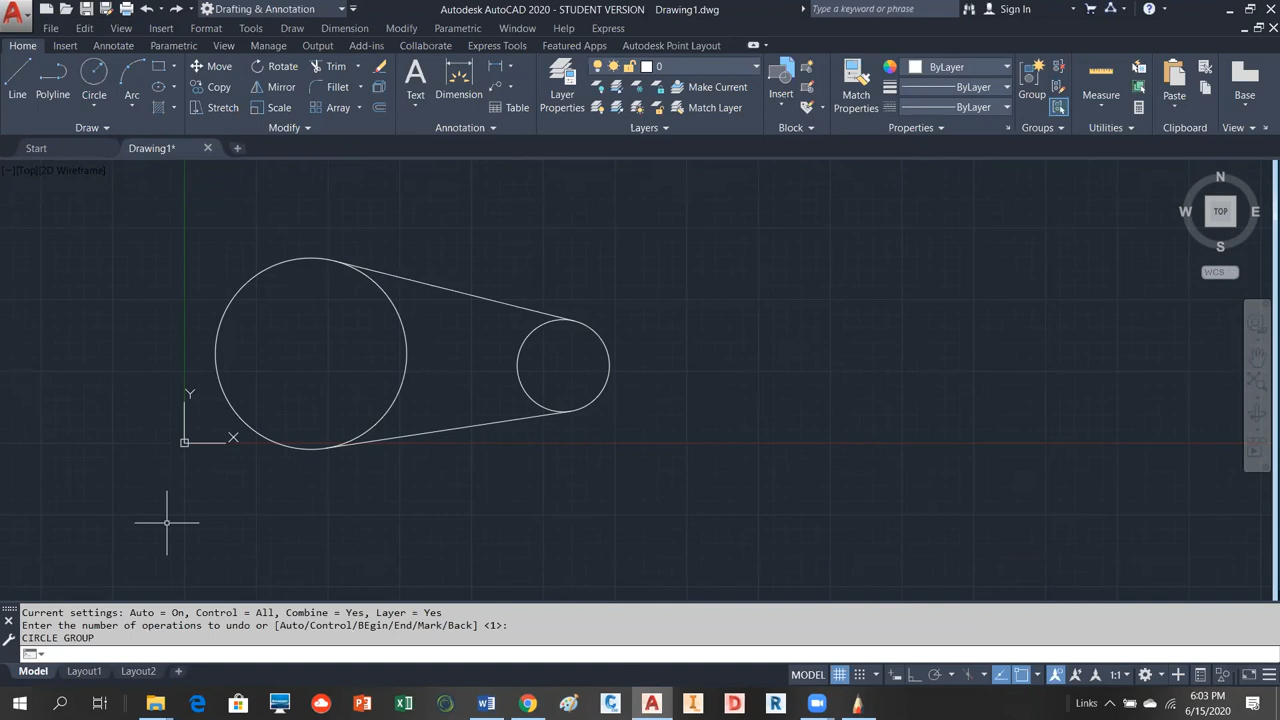 Drafting & Annotation
Autodesk AutoCAD 2020 - STUDENT VERSION Drawing1.dwg
Type a keyword or phrase
Sign In
File Edit View Insert Format Tools Draw Dimension Modify Parametric Window Help Express
Home Insert Annotate Parametric View Manage Output Add-ins Collaborate Express Tools Featured Apps Autodesk Point Layout
Line
Polyline
Circle
Arc
Draw
Move
Rotate
Trim
Copy
Mirror
Fillet
Stretch
Scale
Array
Modify
Text
Dimension
Table
Annotation
Layer
Properties
0
Make Current
Match Layer
Layers
Insert
Block
Match
Properties
ByLayer
ByLayer
ByLayer
Properties
Group
Groups
Measure
Utilities
Paste
Clipboard
Base
View
Start
Drawing1*
[−][Top][2D Wireframe]
N
W
TOP
E
S
WCS
Y
X
Current settings: Auto = On, Control = All, Combine = Yes, Layer = Yes
Enter the number of operations to undo or [Auto/Control/BEgin/End/Mark/Back] <1>:
CIRCLE GROUP
Model Layout1 Layout2
MODEL
1:1
Links
6:03 PM
6/15/2020